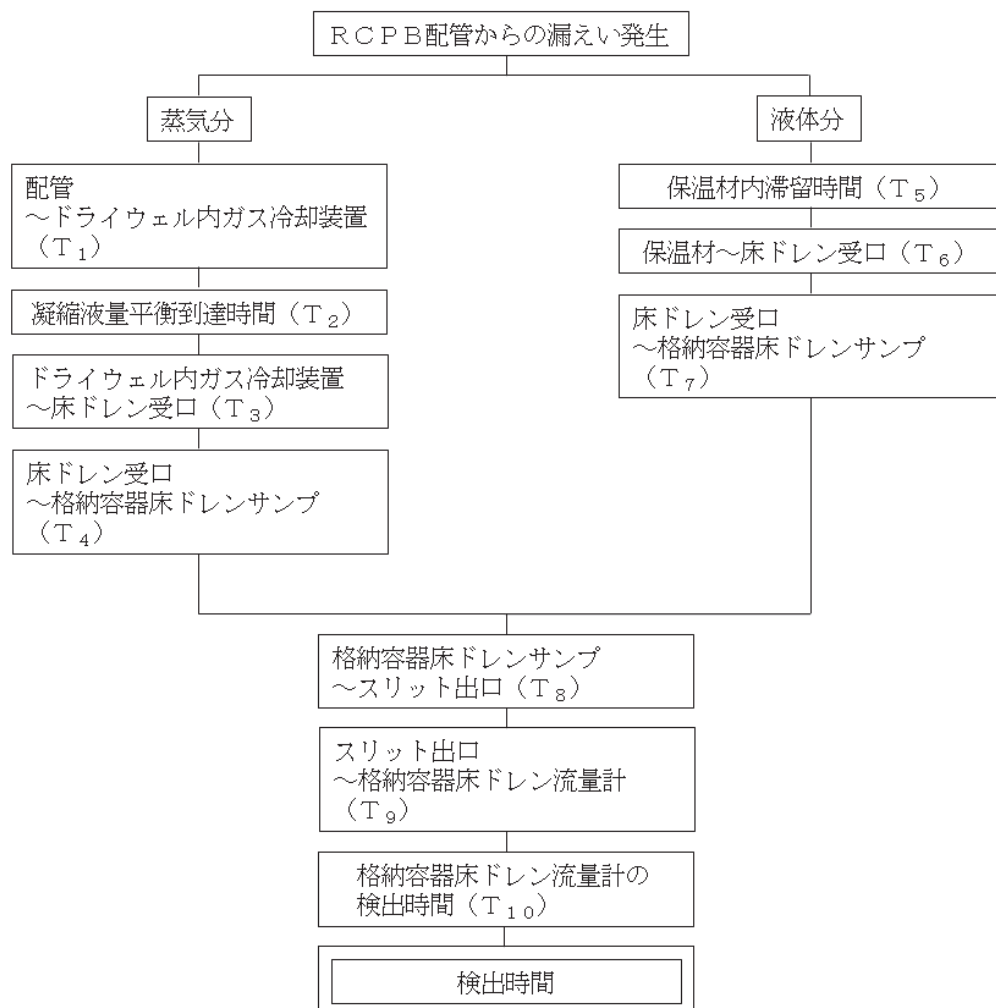 ＲＣＰＢ配管からの漏えい発生
蒸気分
配管
～ドライウェル内ガス冷却装置
（Ｔ₁）
凝縮液量平衡到達時間（Ｔ₂）
ドライウェル内ガス冷却装置
～床ドレン受口（Ｔ₃）
床ドレン受口
～格納容器床ドレンサンプ
（Ｔ₄）
液体分
保温材内滞留時間（Ｔ₅）
保温材～床ドレン受口（Ｔ₆）
床ドレン受口
～格納容器床ドレンサンプ
（Ｔ₇）
格納容器床ドレンサンプ
～スリット出口（Ｔ₈）
スリット出口
～格納容器床ドレン流量計
（Ｔ₉）
格納容器床ドレン流量計の
検出時間（Ｔ₁₀）
検出時間